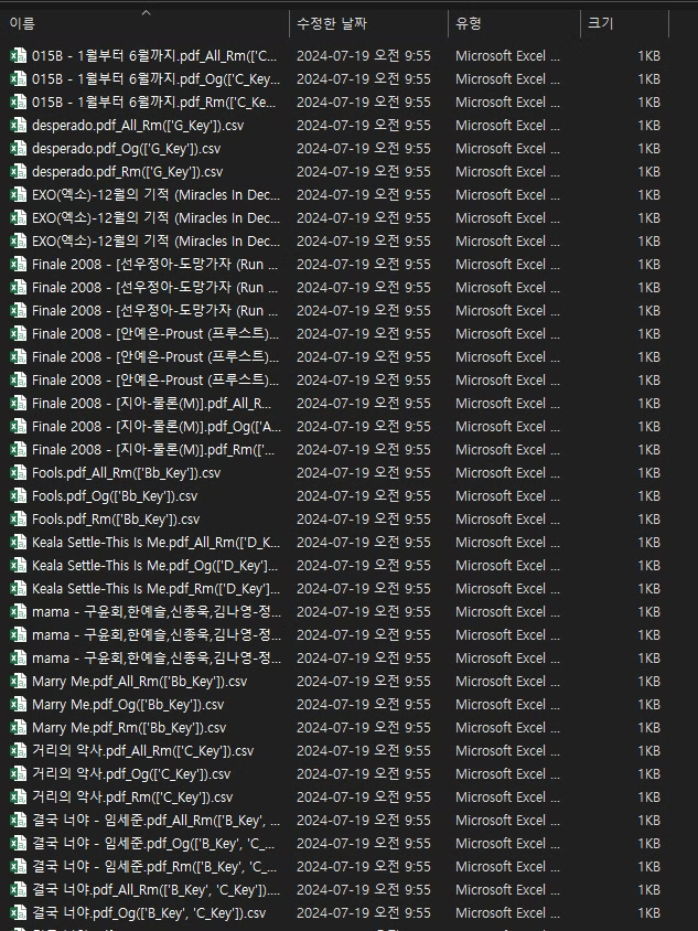 이름 수정한 날짜 유형 크기
015B - 1월부터 6월까지.pdf_All_Rm(['C... 2024-07-19 오전 9:55 Microsoft Excel ... 1KB
015B - 1월부터 6월까지.pdf_Og(['C_Key... 2024-07-19 오전 9:55 Microsoft Excel ... 1KB
015B - 1월부터 6월까지.pdf_Rm(['C_Ke... 2024-07-19 오전 9:55 Microsoft Excel ... 1KB
desperado.pdf_All_Rm(['G_Key']).csv 2024-07-19 오전 9:55 Microsoft Excel ... 1KB
desperado.pdf_Og(['G_Key']).csv 2024-07-19 오전 9:55 Microsoft Excel ... 1KB
desperado.pdf_Rm(['G_Key']).csv 2024-07-19 오전 9:55 Microsoft Excel ... 1KB
EXO(엑소)-12월의 기적 (Miracles In Dec... 2024-07-19 오전 9:55 Microsoft Excel ... 1KB
EXO(엑소)-12월의 기적 (Miracles In Dec... 2024-07-19 오전 9:55 Microsoft Excel ... 1KB
EXO(엑소)-12월의 기적 (Miracles In Dec... 2024-07-19 오전 9:55 Microsoft Excel ... 1KB
Finale 2008 - [선우정아-도망가자 (Run ... 2024-07-19 오전 9:55 Microsoft Excel ... 1KB
Finale 2008 - [선우정아-도망가자 (Run ... 2024-07-19 오전 9:55 Microsoft Excel ... 1KB
Finale 2008 - [선우정아-도망가자 (Run ... 2024-07-19 오전 9:55 Microsoft Excel ... 1KB
Finale 2008 - [안예은-Proust (프루스트)... 2024-07-19 오전 9:55 Microsoft Excel ... 1KB
Finale 2008 - [안예은-Proust (프루스트)... 2024-07-19 오전 9:55 Microsoft Excel ... 1KB
Finale 2008 - [안예은-Proust (프루스트)... 2024-07-19 오전 9:55 Microsoft Excel ... 1KB
Finale 2008 - [지아-물론(M)].pdf_All_R... 2024-07-19 오전 9:55 Microsoft Excel ... 1KB
Finale 2008 - [지아-물론(M)].pdf_Og(['A... 2024-07-19 오전 9:55 Microsoft Excel ... 1KB
Finale 2008 - [지아-물론(M)].pdf_Rm(['... 2024-07-19 오전 9:55 Microsoft Excel ... 1KB
Fools.pdf_All_Rm(['Bb_Key']).csv 2024-07-19 오전 9:55 Microsoft Excel ... 1KB
Fools.pdf_Og(['Bb_Key']).csv 2024-07-19 오전 9:55 Microsoft Excel ... 1KB
Fools.pdf_Rm(['Bb_Key']).csv 2024-07-19 오전 9:55 Microsoft Excel ... 1KB
Keala Settle-This Is Me.pdf_All_Rm(['D_K... 2024-07-19 오전 9:55 Microsoft Excel ... 1KB
Keala Settle-This Is Me.pdf_Og(['D_Key']... 2024-07-19 오전 9:55 Microsoft Excel ... 1KB
Keala Settle-This Is Me.pdf_Rm(['D_Key']... 2024-07-19 오전 9:55 Microsoft Excel ... 1KB
mama - 구윤회,한예슬,신종욱,김나영-정... 2024-07-19 오전 9:55 Microsoft Excel ... 1KB
mama - 구윤회,한예슬,신종욱,김나영-정... 2024-07-19 오전 9:55 Microsoft Excel ... 1KB
mama - 구윤회,한예슬,신종욱,김나영-정... 2024-07-19 오전 9:55 Microsoft Excel ... 1KB
Marry Me.pdf_All_Rm(['Bb_Key']).csv 2024-07-19 오전 9:55 Microsoft Excel ... 1KB
Marry Me.pdf_Og(['Bb_Key']).csv 2024-07-19 오전 9:55 Microsoft Excel ... 1KB
Marry Me.pdf_Rm(['Bb_Key']).csv 2024-07-19 오전 9:55 Microsoft Excel ... 1KB
거리의 악사.pdf_All_Rm(['C_Key']).csv 2024-07-19 오전 9:55 Microsoft Excel ... 1KB
거리의 악사.pdf_Og(['C_Key']).csv 2024-07-19 오전 9:55 Microsoft Excel ... 1KB
거리의 악사.pdf_Rm(['C_Key']).csv 2024-07-19 오전 9:55 Microsoft Excel ... 1KB
결국 너야 - 임세준.pdf_All_Rm(['B_Key', ... 2024-07-19 오전 9:55 Microsoft Excel ... 1KB
결국 너야 - 임세준.pdf_Og(['B_Key', 'C_... 2024-07-19 오전 9:55 Microsoft Excel ... 1KB
결국 너야 - 임세준.pdf_Rm(['B_Key', 'C_... 2024-07-19 오전 9:55 Microsoft Excel ... 1KB
결국 너야.pdf_All_Rm(['B_Key', 'C_Key'])... 2024-07-19 오전 9:55 Microsoft Excel ... 1KB
결국 너야.pdf_Og(['B_Key', 'C_Key']).csv 2024-07-19 오전 9:55 Microsoft Excel ... 1KB